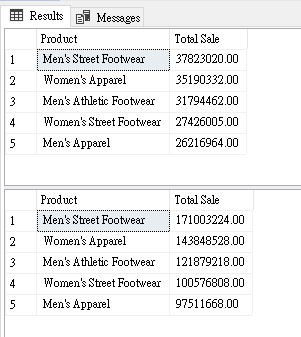 Results Messages
Product Total Sale
1 Men's Street Footwear 37823020.00
2 Women's Apparel 35190332.00
3 Men's Athletic Footwear 31794462.00
4 Women's Street Footwear 27426005.00
5 Men's Apparel 26216964.00
Product Total Sale
1 Men's Street Footwear 171003224.00
2 Women's Apparel 143848528.00
3 Men's Athletic Footwear 121879218.00
4 Women's Street Footwear 100576808.00
5 Men's Apparel 97511668.00